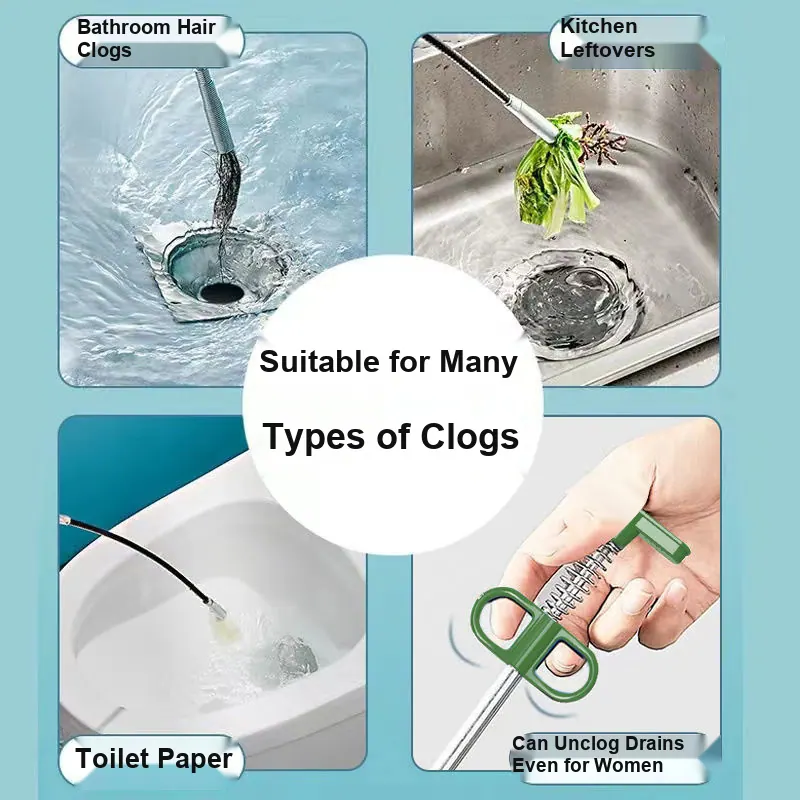 Bathroom Hair
Clogs
Kitchen
Leftovers
Suitable for Many
Types of Clogs
Toilet Paper
Can Unclog Drains
Even for Women